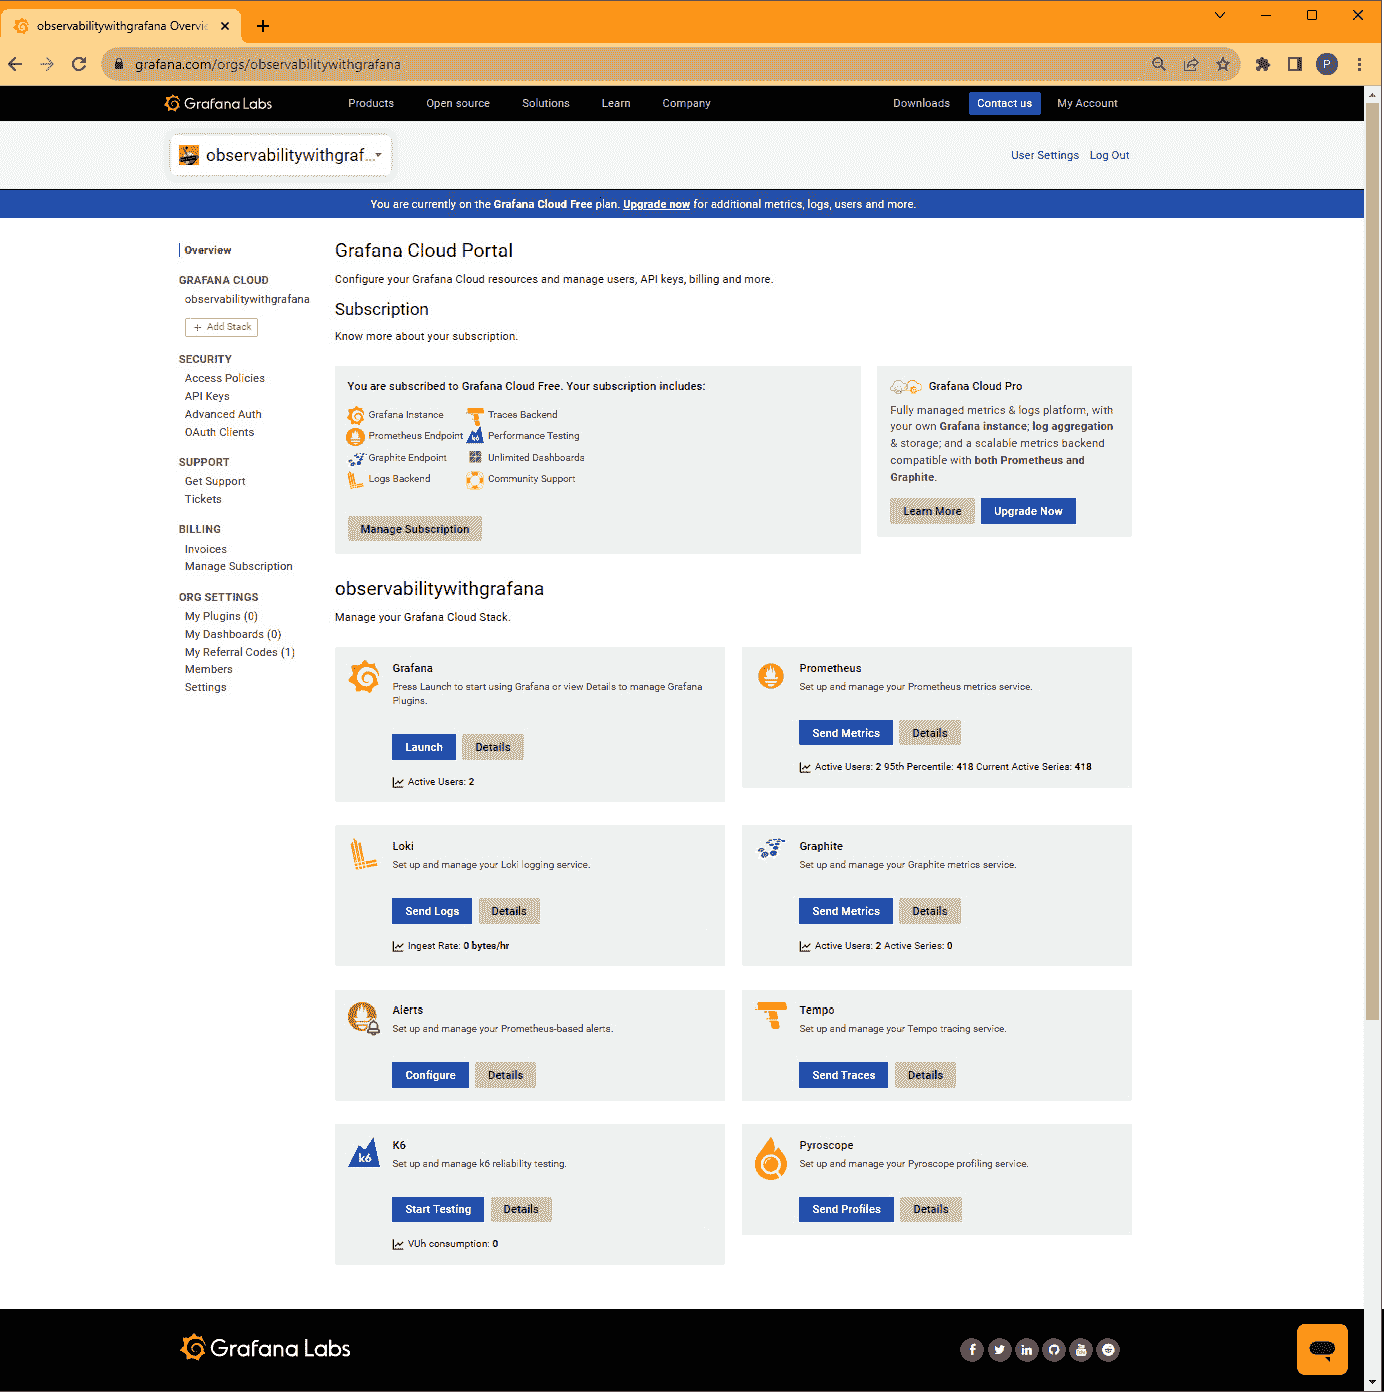 observabilitywithgrafana Overvi
grafana.com/orgs/observabilitywithgrafana
P
Grafana Labs Products Open source Solutions Learn Company Downloads Contact us My Account
observabilitywithgraf... User Settings Log Out
You are currently on the Grafana Cloud Free plan. Upgrade now for additional metrics, logs, users and more.
Overview
GRAFANA CLOUD
observabilitywithgrafana
+ Add Stack
SECURITY
Access Policies
API Keys
Advanced Auth
OAuth Clients
SUPPORT
Get Support
Tickets
BILLING
Invoices
Manage Subscription
ORG SETTINGS
My Plugins (0)
My Dashboards (0)
My Referral Codes (1)
Members
Settings
Grafana Cloud Portal
Configure your Grafana Cloud resources and manage users, API keys, billing and more.
Subscription
Know more about your subscription.
You are subscribed to Grafana Cloud Free. Your subscription includes:
Grafana Instance Traces Backend
Prometheus Endpoint k6 Performance Testing
Graphite Endpoint Unlimited Dashboards
Logs Backend Community Support
Manage Subscription
Grafana Cloud Pro
Fully managed metrics & logs platform, with
your own Grafana instance; log aggregation
& storage; and a scalable metrics backend
compatible with both Prometheus and
Graphite.
Learn More Upgrade Now
observabilitywithgrafana
Manage your Grafana Cloud Stack.
Grafana
Press Launch to start using Grafana or view Details to manage Grafana
Plugins.
Launch Details
Active Users: 2
Prometheus
Set up and manage your Prometheus metrics service.
Send Metrics Details
Active Users: 2 95th Percentile: 418 Current Active Series: 418
Loki
Set up and manage your Loki logging service.
Send Logs Details
Ingest Rate: 0 bytes/hr
Graphite
Set up and manage your Graphite metrics service.
Send Metrics Details
Active Users: 2 Active Series: 0
Alerts
Set up and manage your Prometheus-based alerts.
Configure Details
Tempo
Set up and manage your Tempo tracing service.
Send Traces Details
k6
K6
Set up and manage k6 reliability testing.
Start Testing Details
VUh consumption: 0
Pyroscope
Set up and manage your Pyroscope profiling service.
Send Profiles Details
Grafana Labs